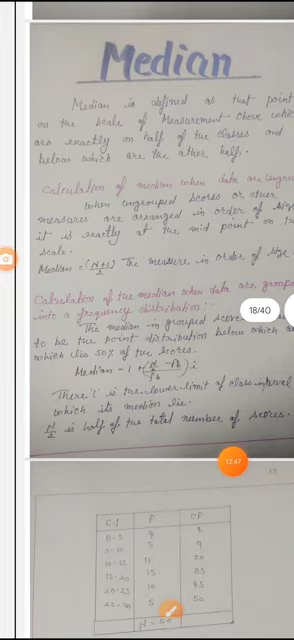 Median
Median is defined as that point
on the scale of Measurement. Above which
are exactly on half of the classes and
below which are the other half.
Calculation of median when data are ungrou
When ungrouped scores or other
measures are arranged in order of size
it is exactly at the mid point on the
scale.
Median = (N+1)/2 The measure in order of size
Calculation of the median when data are groupe
into a frequency distribution:-
The median in grouped scores
18/40
to be the point distribution below which an
which lie 50% of the scores.
Median = l + (N/2 - Fb) i
There 'l' is the lower limit of class interval
which its median lie.
N/2 is half of the total number of scores.
12:47
C.I F CF
0-5 4 4
5-10 5 9
10-15 11 20
15-20 15 35
20-25 10 45
25-30 5 50
N = 50